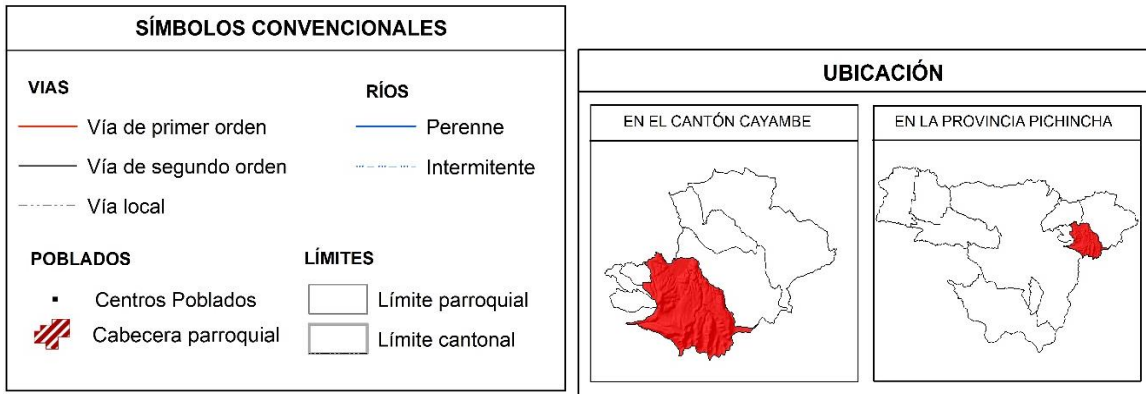 SÍMBOLOS CONVENCIONALES
VIAS
Vía de primer orden
Vía de segundo orden
Vía local
RÍOS
Perenne
Intermitente
POBLADOS
Centros Poblados
Cabecera parroquial
LÍMITES
Límite parroquial
Límite cantonal
UBICACIÓN
EN EL CANTÓN CAYAMBE
EN LA PROVINCIA PICHINCHA